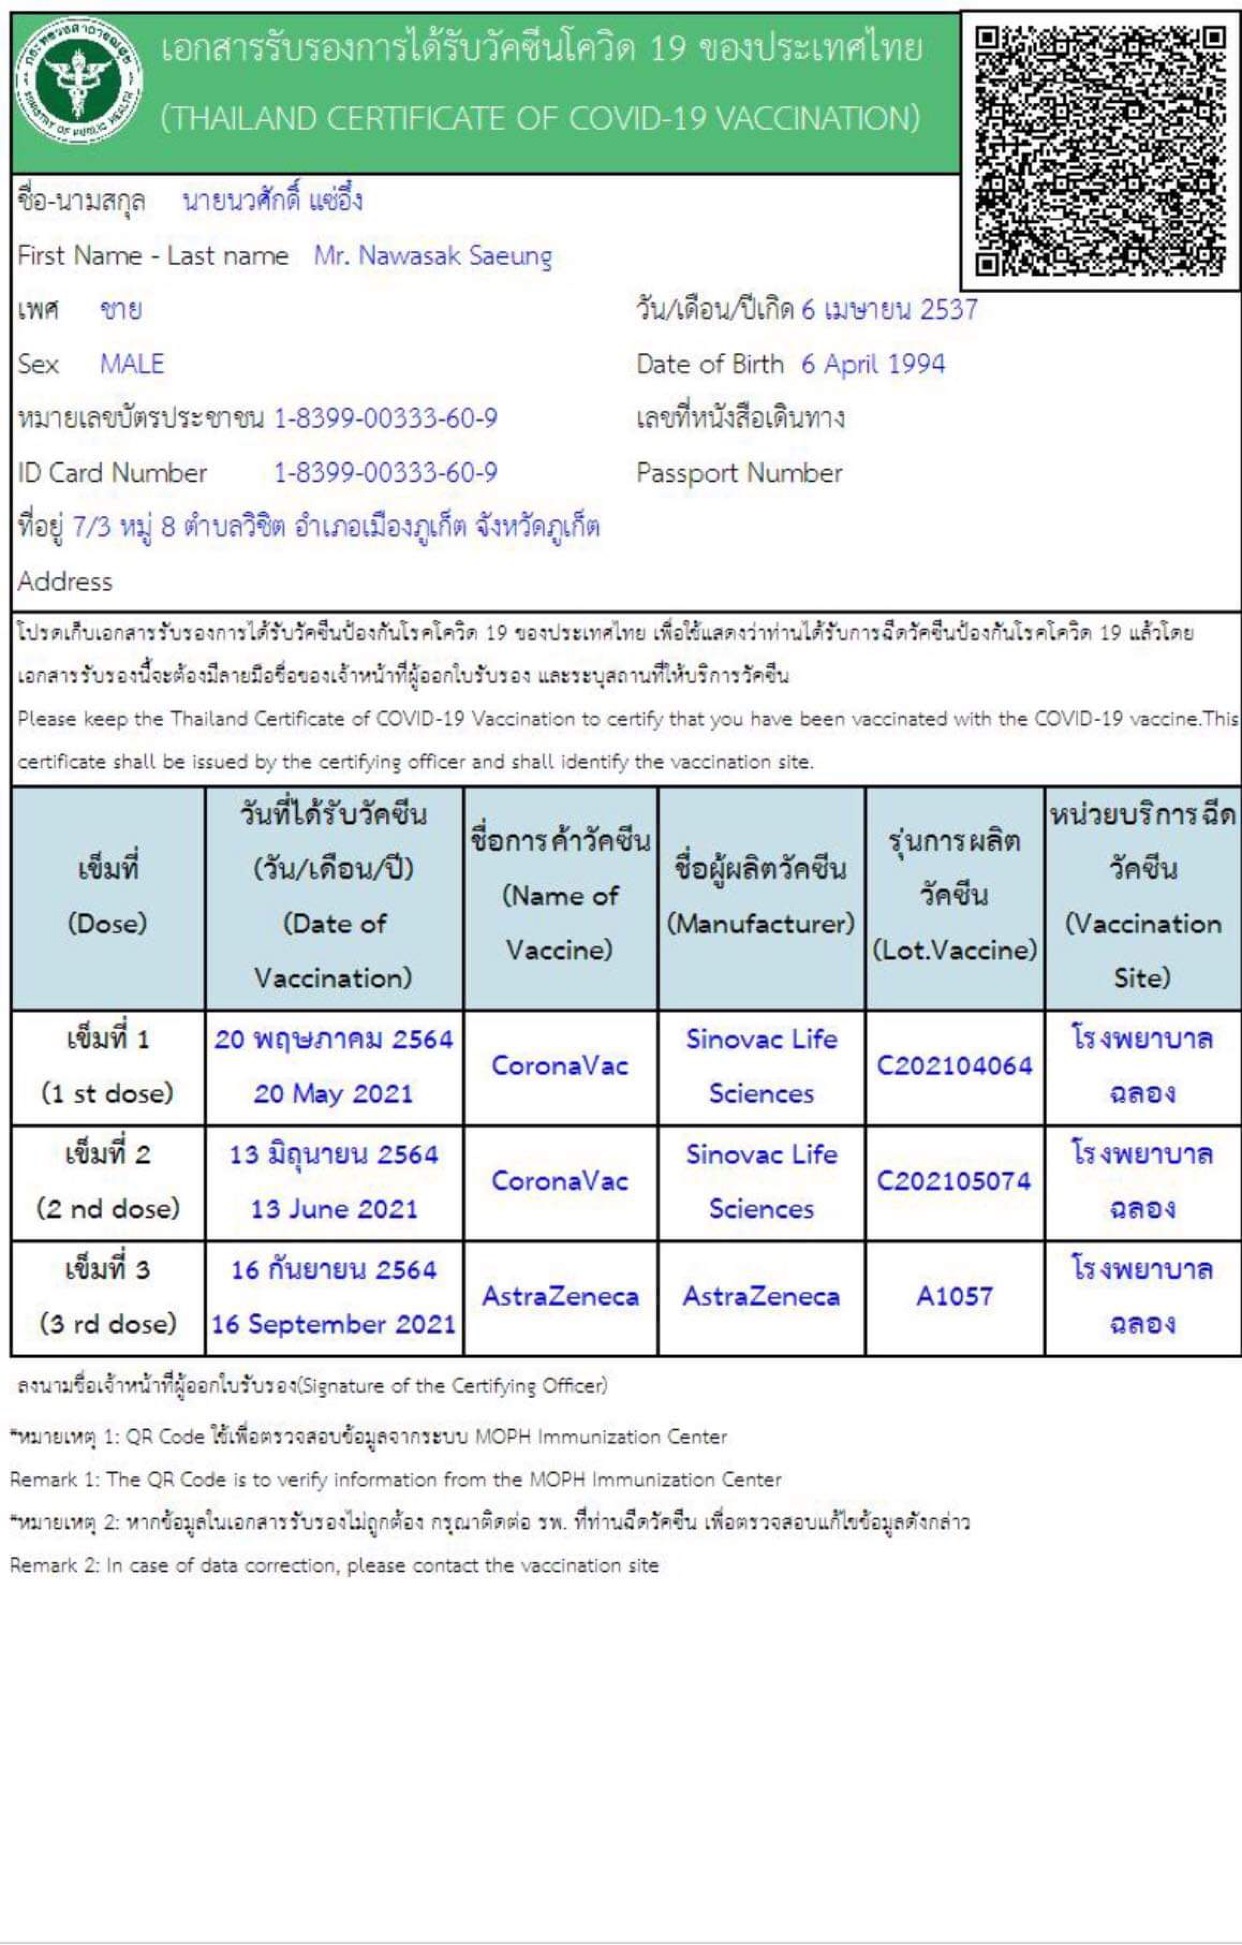 เอกสารรับรองการได้รับวัคซีนโควิด 19 ของประเทศไทย
(THAILAND CERTIFICATE OF COVID-19 VACCINATION)
กระทรวงสาธารณสุข
MINISTRY OF PUBLIC HEALTH
ชื่อ-นามสกุล นายนวศักดิ์ แซ่อึ๋ง
First Name - Last name Mr. Nawasak Saeung
เพศ ชาย วัน/เดือน/ปีเกิด 6 เมษายน 2537
Sex MALE Date of Birth 6 April 1994
หมายเลขบัตรประชาชน 1-8399-00333-60-9 เลขที่หนังสือเดินทาง
ID Card Number 1-8399-00333-60-9 Passport Number
ที่อยู่ 7/3 หมู่ 8 ตำบลวิชิต อำเภอเมืองภูเก็ต จังหวัดภูเก็ต
Address
โปรดเก็บเอกสารรับรองการได้รับวัคซีนป้องกันโรคโควิด 19 ของประเทศไทย เพื่อใช้แสดงว่าท่านได้รับการฉีดวัคซีนป้องกันโรคโควิด 19 แล้วโดย
เอกสารรับรองนี้จะต้องมีลายมือชื่อของเจ้าหน้าที่ผู้ออกใบรับรอง และระบุสถานที่ให้บริการวัคซีน
Please keep the Thailand Certificate of COVID-19 Vaccination to certify that you have been vaccinated with the COVID-19 vaccine.This
certificate shall be issued by the certifying officer and shall identify the vaccination site.
เข็มที่
(Dose)
วันที่ได้รับวัคซีน
(วัน/เดือน/ปี)
(Date of
Vaccination)
ชื่อการค้าวัคซีน
(Name of
Vaccine)
ชื่อผู้ผลิตวัคซีน
(Manufacturer)
รุ่นการผลิต
วัคซีน
(Lot.Vaccine)
หน่วยบริการฉีด
วัคซีน
(Vaccination
Site)
เข็มที่ 1
(1 st dose)
20 พฤษภาคม 2564
20 May 2021
CoronaVac
Sinovac Life
Sciences
C202104064
โรงพยาบาล
ฉลอง
เข็มที่ 2
(2 nd dose)
13 มิถุนายน 2564
13 June 2021
CoronaVac
Sinovac Life
Sciences
C202105074
โรงพยาบาล
ฉลอง
เข็มที่ 3
(3 rd dose)
16 กันยายน 2564
16 September 2021
AstraZeneca
AstraZeneca
A1057
โรงพยาบาล
ฉลอง
ลงนามชื่อเจ้าหน้าที่ผู้ออกใบรับรอง(Signature of the Certifying Officer)
*หมายเหตุ 1: QR Code ใช้เพื่อตรวจสอบข้อมูลจากระบบ MOPH Immunization Center
Remark 1: The QR Code is to verify information from the MOPH Immunization Center
*หมายเหตุ 2: หากข้อมูลในเอกสารรับรองไม่ถูกต้อง กรุณาติดต่อ รพ. ที่ท่านฉีดวัคซีน เพื่อตรวจสอบแก้ไขข้อมูลดังกล่าว
Remark 2: In case of data correction, please contact the vaccination site